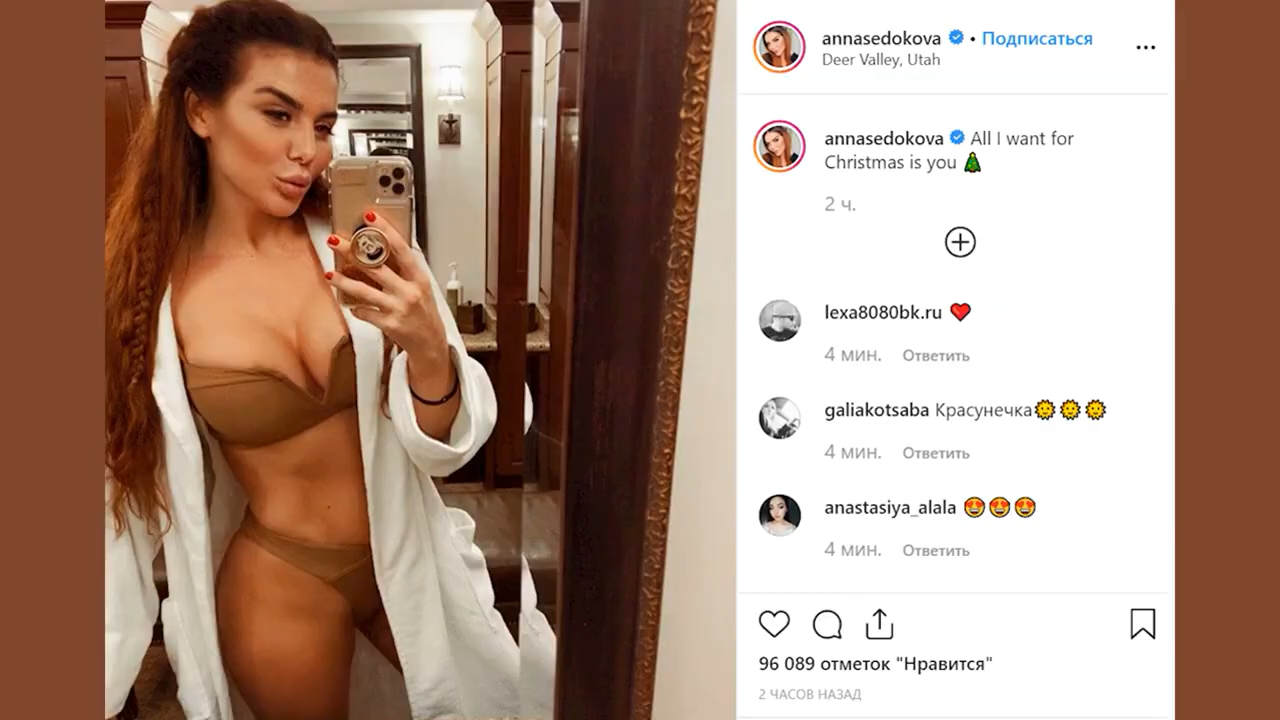 annasedokova • Подписаться
Deer Valley, Utah
annasedokova All I want for
Christmas is you 🎄
2 ч.
lexa8080bk.ru ❤️
4 мин. Ответить
galiakotsaba Красунечка🌞🌞🌞
4 мин. Ответить
anastasiya_alala 😍😍😍
4 мин. Ответить
96 089 отметок "Нравится"
2 ЧАСОВ НАЗАД